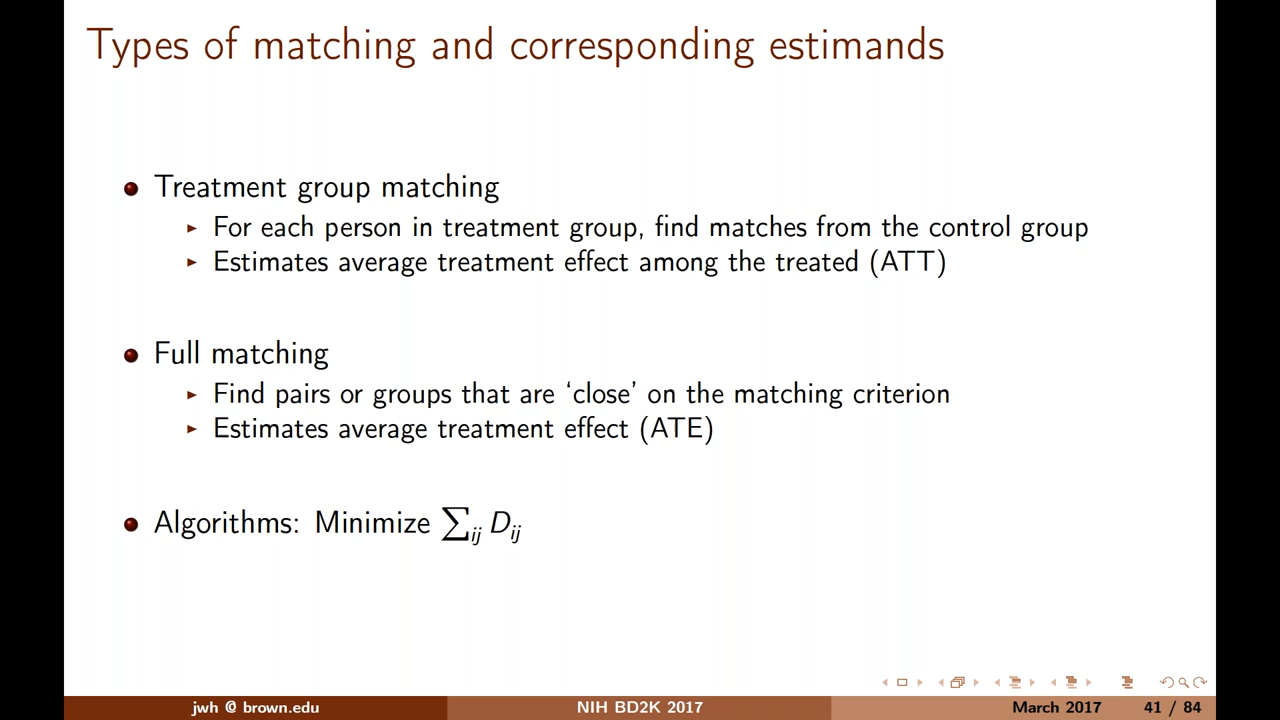 Types of matching and corresponding estimands
Treatment group matching
For each person in treatment group, find matches from the control group
Estimates average treatment effect among the treated (ATT)
Full matching
Find pairs or groups that are ‘close’ on the matching criterion
Estimates average treatment effect (ATE)
Algorithms: Minimize ∑ij Dij
jwh @ brown.edu NIH BD2K 2017 March 2017 41 / 84